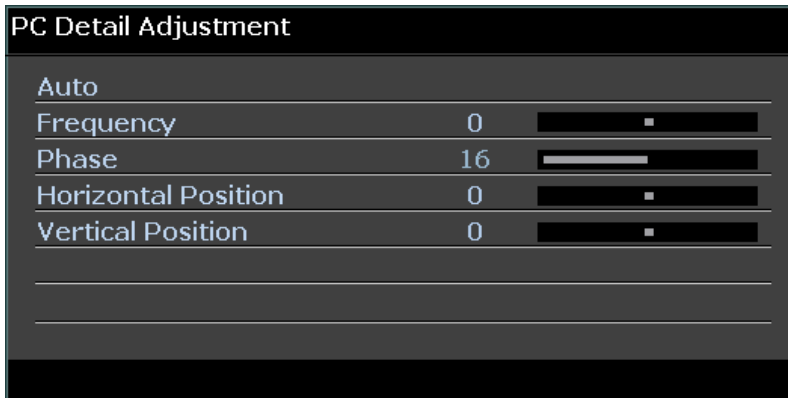 PC Detail Adjustment
Auto
Frequency 0
Phase 16
Horizontal Position 0
Vertical Position 0